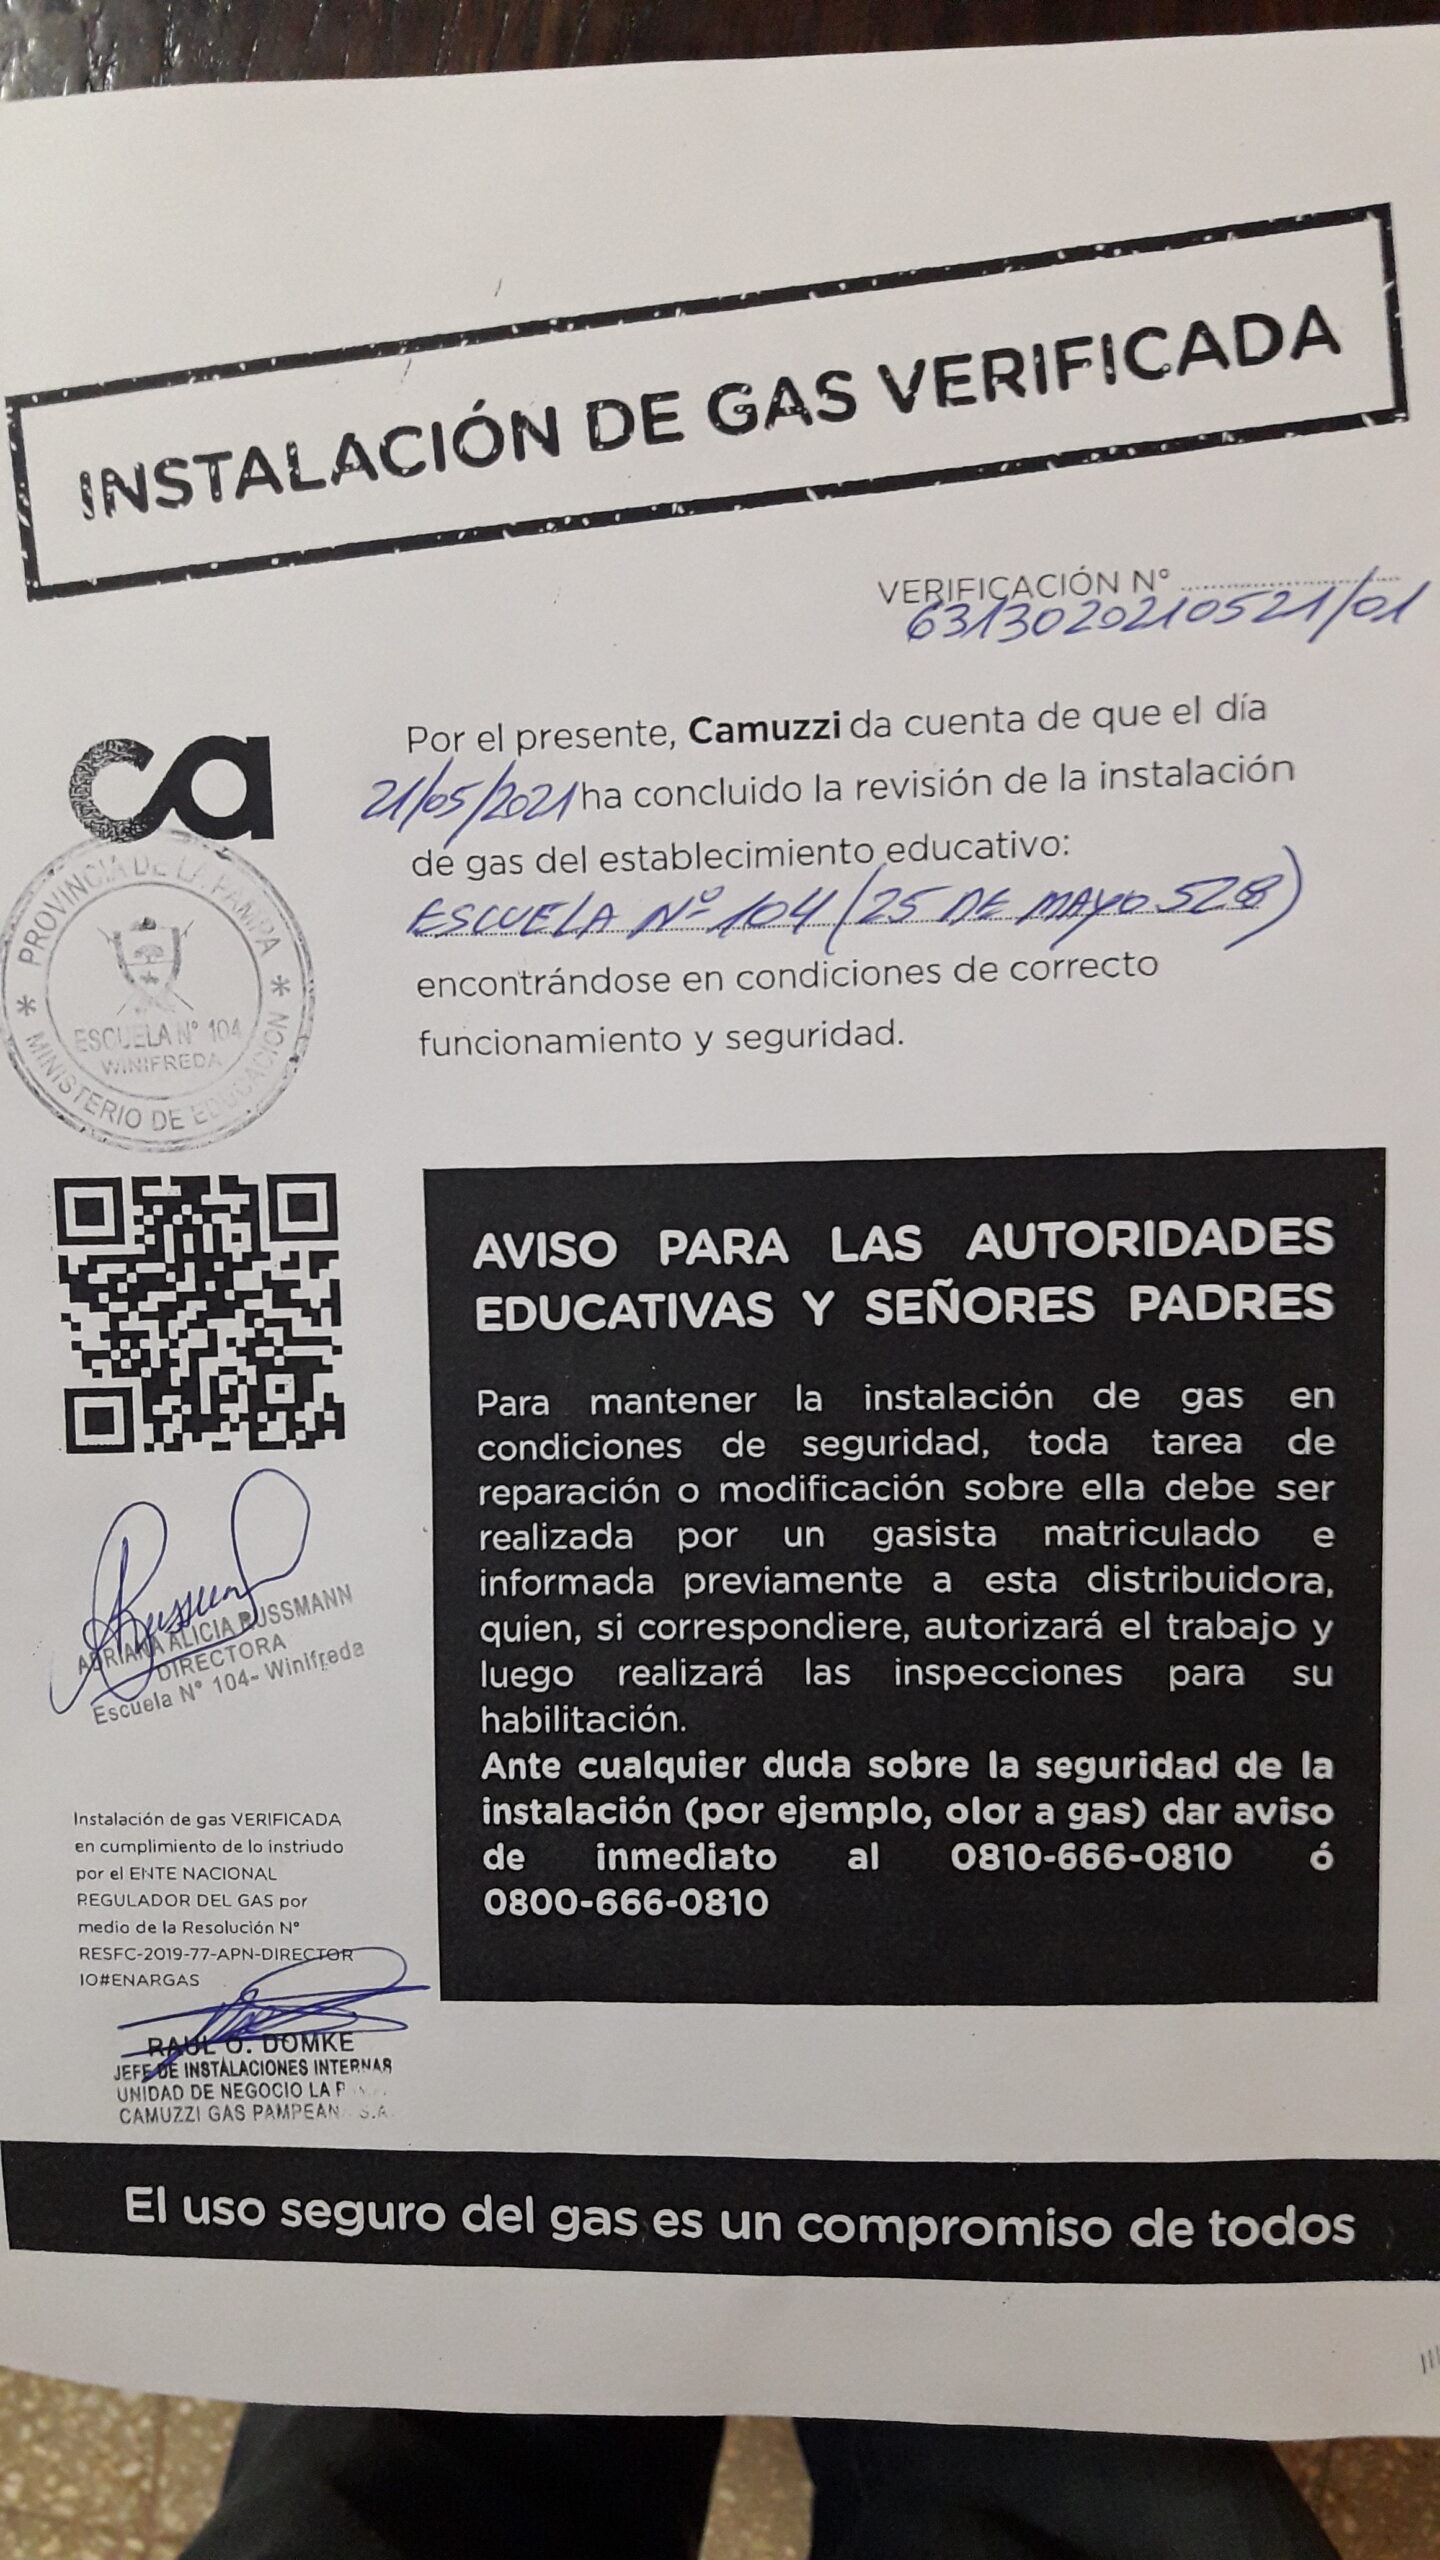 INSTALACIÓN DE GAS VERIFICADA
VERIFICACIÓN Nº
6313020210521/01
ca
Por el presente, Camuzzi da cuenta de que el día
21/05/2021 ha concluido la revisión de la instalación
de gas del establecimiento educativo:
ESCUELA Nº 104 (25 DE MAYO 528)
encontrándose en condiciones de correcto
funcionamiento y seguridad.
PROVINCIA DE LA PAMPA
ESCUELA Nº 104
WINIFREDA
* MINISTERIO DE EDUCACIÓN *
AVISO PARA LAS AUTORIDADES
EDUCATIVAS Y SEÑORES PADRES
Para mantener la instalación de gas en
condiciones de seguridad, toda tarea de
reparación o modificación sobre ella debe ser
realizada por un gasista matriculado e
informada previamente a esta distribuidora,
quien, si correspondiere, autorizará el trabajo y
luego realizará las inspecciones para su
habilitación.
Ante cualquier duda sobre la seguridad de la
instalación (por ejemplo, olor a gas) dar aviso
de inmediato al 0810-666-0810 ó
0800-666-0810
ADRIANA ALICIA BUSSMANN
DIRECTORA
Escuela Nº 104- Winifreda
Instalación de gas VERIFICADA
en cumplimiento de lo instriudo
por el ENTE NACIONAL
REGULADOR DEL GAS por
medio de la Resolución Nº
RESFC-2019-77-APN-DIRECTOR
IO#ENARGAS
RAUL O. DOMKE
JEFE DE INSTALACIONES INTERNAS
UNIDAD DE NEGOCIO LA
CAMUZZI GAS PAMPEANA S.A.
El uso seguro del gas es un compromiso de todos